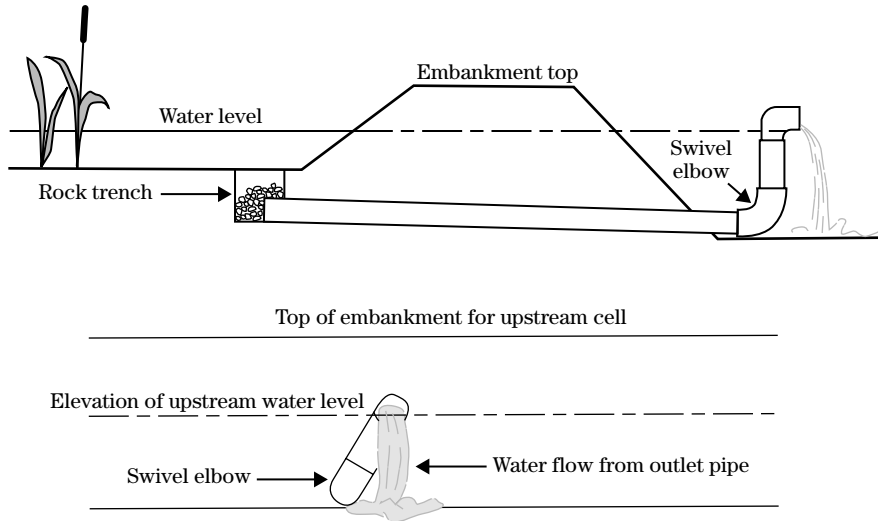 Embankment top
Water level
Swivel
elbow
Rock trench
Top of embankment for upstream cell
Elevation of upstream water level
Water flow from outlet pipe
Swivel elbow